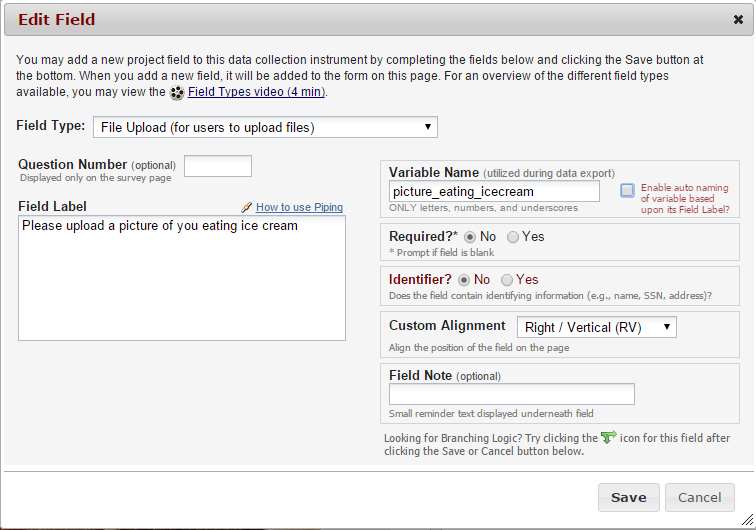 Edit Field
You may add a new project field to this data collection instrument by completing the fields below and clicking the Save button at
the bottom. When you add a new field, it will be added to the form on this page. For an overview of the different field types
available, you may view the Field Types video (4 min).
Field Type: File Upload (for users to upload files)
Question Number (optional)
Displayed only on the survey page
Field Label How to use Piping
Please upload a picture of you eating ice cream
Variable Name (utilized during data export)
picture_eating_icecream
ONLY letters, numbers, and underscores
Enable auto naming
of variable based
upon its Field Label?
Required?* No Yes
* Prompt if field is blank
Identifier? No Yes
Does the field contain identifying information (e.g., name, SSN, address)?
Custom Alignment Right / Vertical (RV)
Align the position of the field on the page
Field Note (optional)
Small reminder text displayed underneath field
Looking for Branching Logic? Try clicking the icon for this field after
clicking the Save or Cancel button below.
Save Cancel